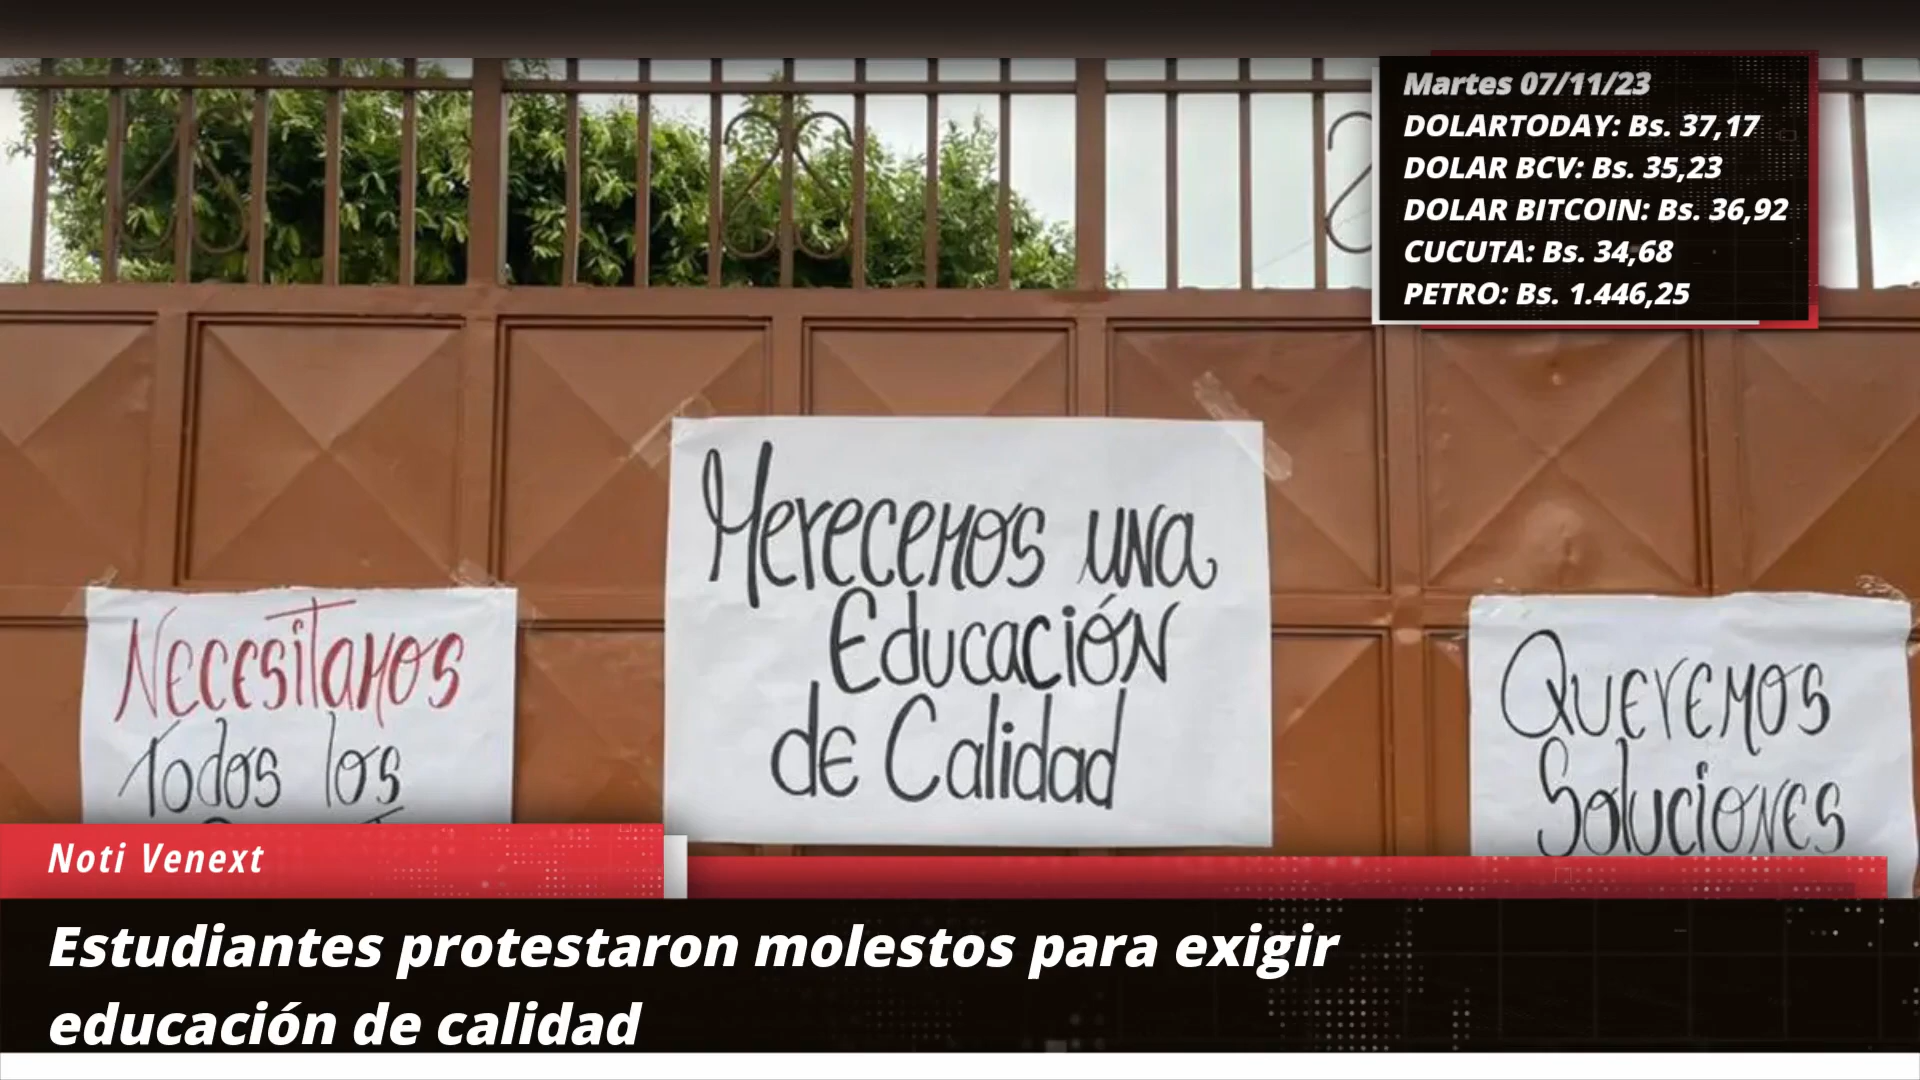 Martes 07/11/23
DOLARTODAY: Bs. 37,17
DOLAR BCV: Bs. 35,23
DOLAR BITCOIN: Bs. 36,92
CUCUTA: Bs. 34,68
PETRO: Bs. 1.446,25
Merecemos una
Educación
de Calidad
Necesitamos
Todos los
Queremos
Soluciones
Noti Venext
Estudiantes protestaron molestos para exigir
educación de calidad